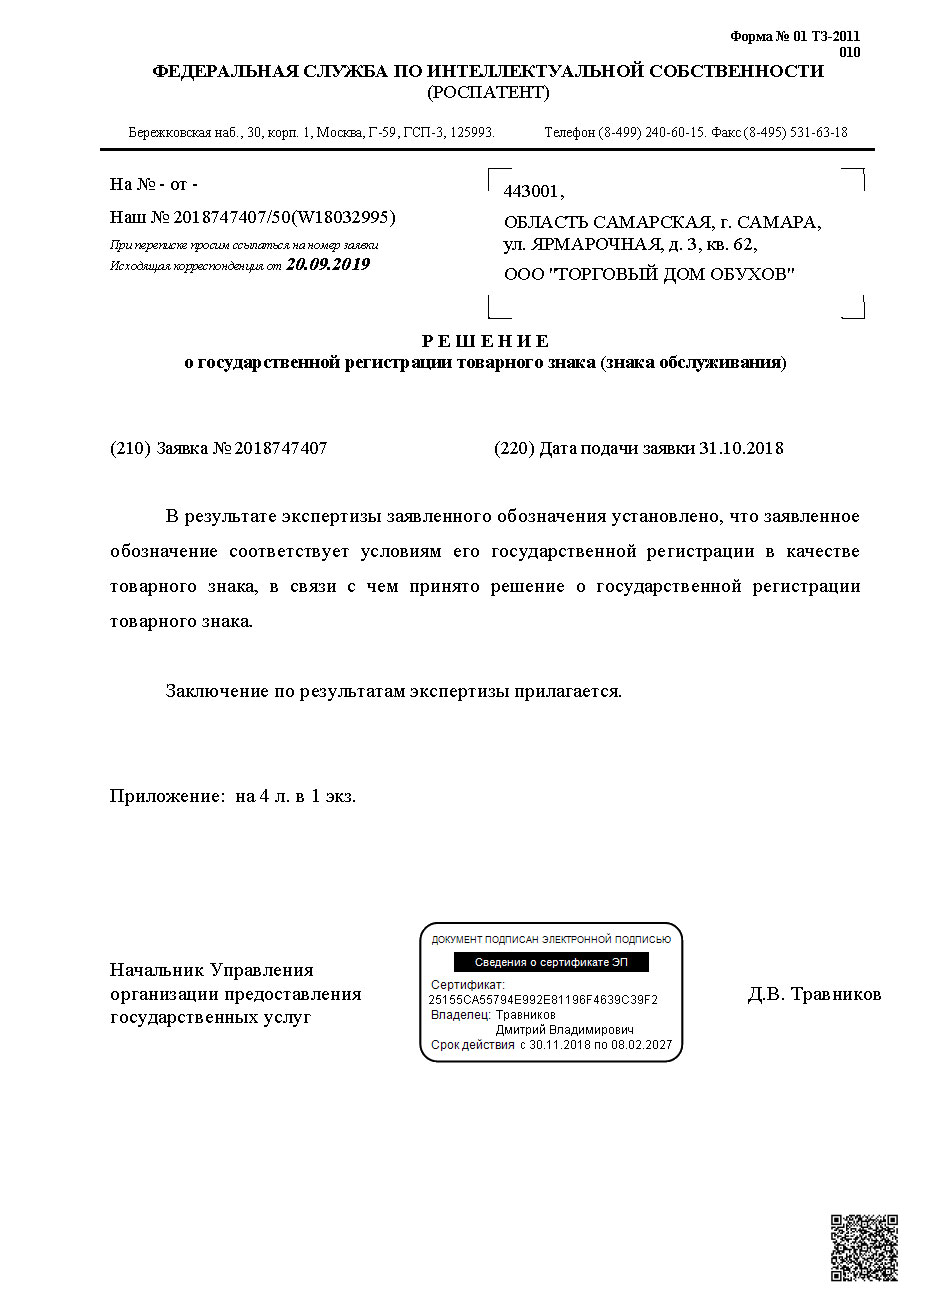 Форма № 01 ТЗ-2011
010
ФЕДЕРАЛЬНАЯ СЛУЖБА ПО ИНТЕЛЛЕКТУАЛЬНОЙ СОБСТВЕННОСТИ
(РОСПАТЕНТ)
Бережковская наб., 30, корп. 1, Москва, Г-59, ГСП-3, 125993. Телефон (8-499) 240-60-15. Факс (8-495) 531-63-18
На № - от -
Наш № 2018747407/50(W18032995)
При переписке просим ссылаться на номер заявки
Исходящая корреспонденция от 20.09.2019
443001,
ОБЛАСТЬ САМАРСКАЯ, г. САМАРА,
ул. ЯРМАРОЧНАЯ, д. 3, кв. 62,
ООО "ТОРГОВЫЙ ДОМ ОБУХОВ"
Р Е Ш Е Н И Е
о государственной регистрации товарного знака (знака обслуживания)
(210) Заявка № 2018747407 (220) Дата подачи заявки 31.10.2018
В результате экспертизы заявленного обозначения установлено, что заявленное
обозначение соответствует условиям его государственной регистрации в качестве
товарного знака, в связи с чем принято решение о государственной регистрации
товарного знака.
Заключение по результатам экспертизы прилагается.
Приложение: на 4 л. в 1 экз.
Начальник Управления
организации предоставления
государственных услуг
ДОКУМЕНТ ПОДПИСАН ЭЛЕКТРОННОЙ ПОДПИСЬЮ
Сведения о сертификате ЭП
Сертификат:
25155CA55794E992E81196F4639C39F2
Владелец: Травников
Дмитрий Владимирович
Срок действия с 30.11.2018 по 08.02.2027
Д.В. Травников